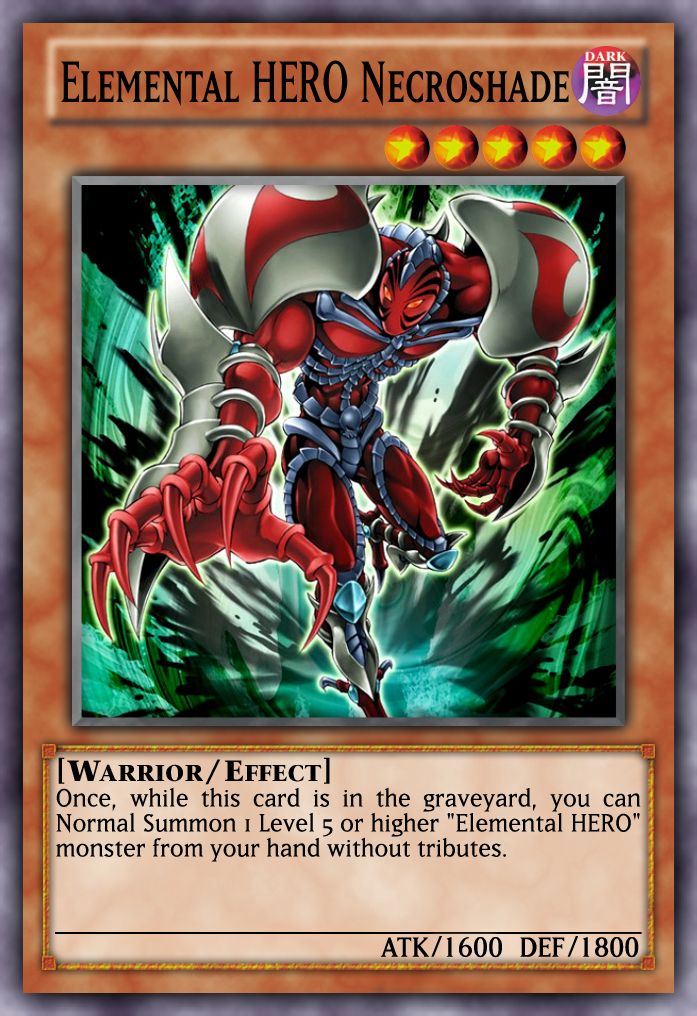 Elemental HERO Necroshade
DARK
闇
[Warrior/Effect]
Once, while this card is in the graveyard, you can
Normal Summon 1 Level 5 or higher "Elemental HERO"
monster from your hand without tributes.
ATK/1600 DEF/1800